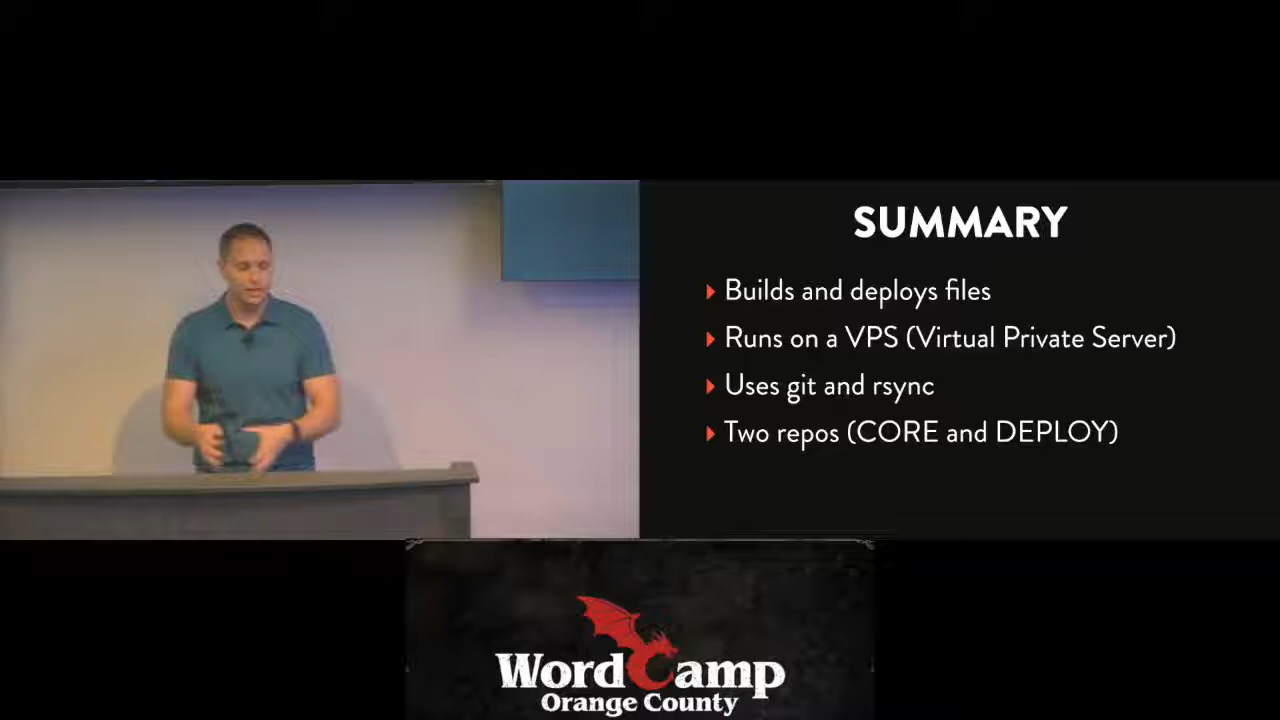 SUMMARY
Builds and deploys files
Runs on a VPS (Virtual Private Server)
Uses git and rsync
Two repos (CORE and DEPLOY)
WordCamp
Orange County